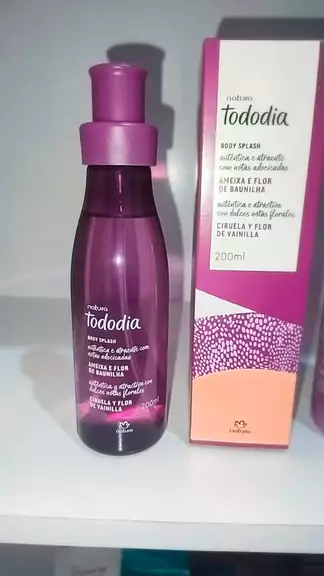 natura
tododia
BODY SPLASH
autêntica e atraente com
notas adocicadas
AMEIXA E FLOR
DE BAUNILHA
auténtica y atractiva con
dulces notas florales
CIRUELA Y FLOR
DE VAINILLA
200ml
natura
natura
tododia
BODY SPLASH
autêntica e atraente
com notas adocicadas
AMEIXA E FLOR
DE BAUNILHA
auténtica e atractiva
con dulces notas florales
CIRUELA Y FLOR
DE VAINILLA
200ml
natura